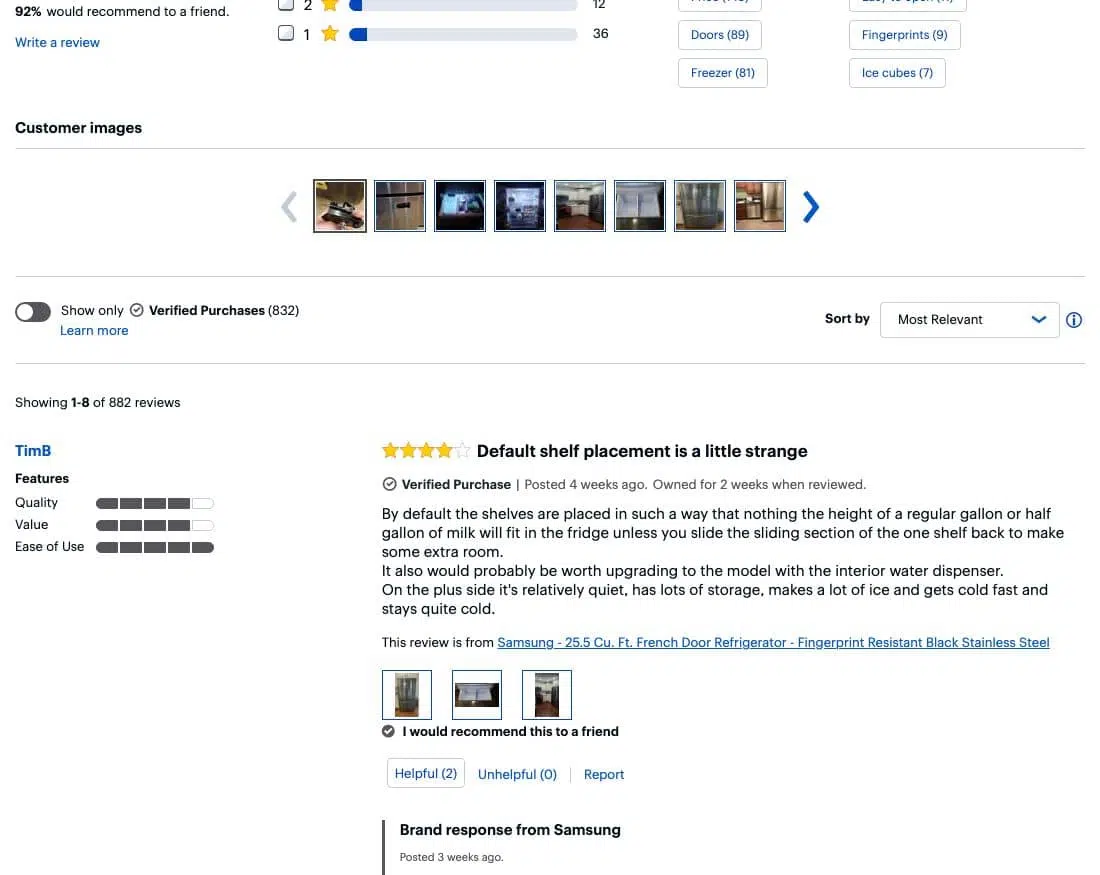 92% would recommend to a friend.
Write a review
2 12
1 36
Doors (89)
Freezer (81)
Fingerprints (9)
Ice cubes (7)
Customer images
Show only Verified Purchases (832)
Learn more
Sort by Most Relevant
Showing 1-8 of 882 reviews
TimB
Features
Quality
Value
Ease of Use
Default shelf placement is a little strange
Verified Purchase | Posted 4 weeks ago. Owned for 2 weeks when reviewed.
By default the shelves are placed in such a way that nothing the height of a regular gallon or half
gallon of milk will fit in the fridge unless you slide the sliding section of the one shelf back to make
some extra room.
It also would probably be worth upgrading to the model with the interior water dispenser.
On the plus side it's relatively quiet, has lots of storage, makes a lot of ice and gets cold fast and
stays quite cold.
This review is from Samsung - 25.5 Cu. Ft. French Door Refrigerator - Fingerprint Resistant Black Stainless Steel
I would recommend this to a friend
Helpful (2) Unhelpful (0) Report
Brand response from Samsung
Posted 3 weeks ago.